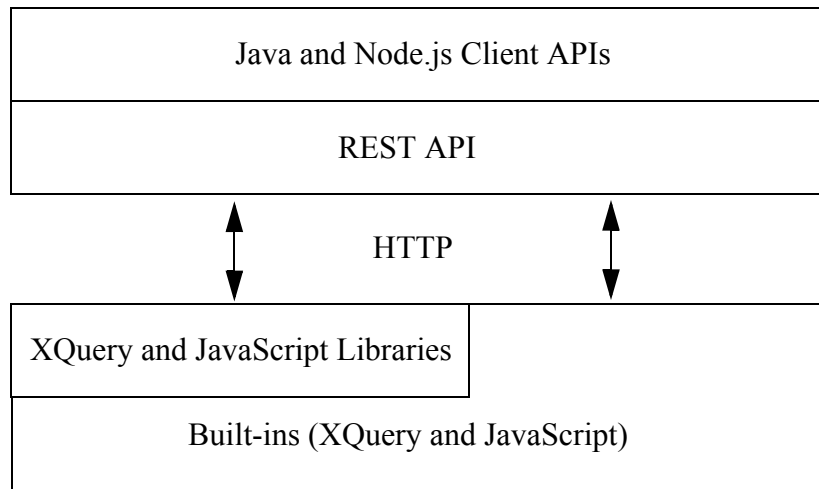 Java and Node.js Client APIs
REST API
HTTP
XQuery and JavaScript Libraries
Built-ins (XQuery and JavaScript)